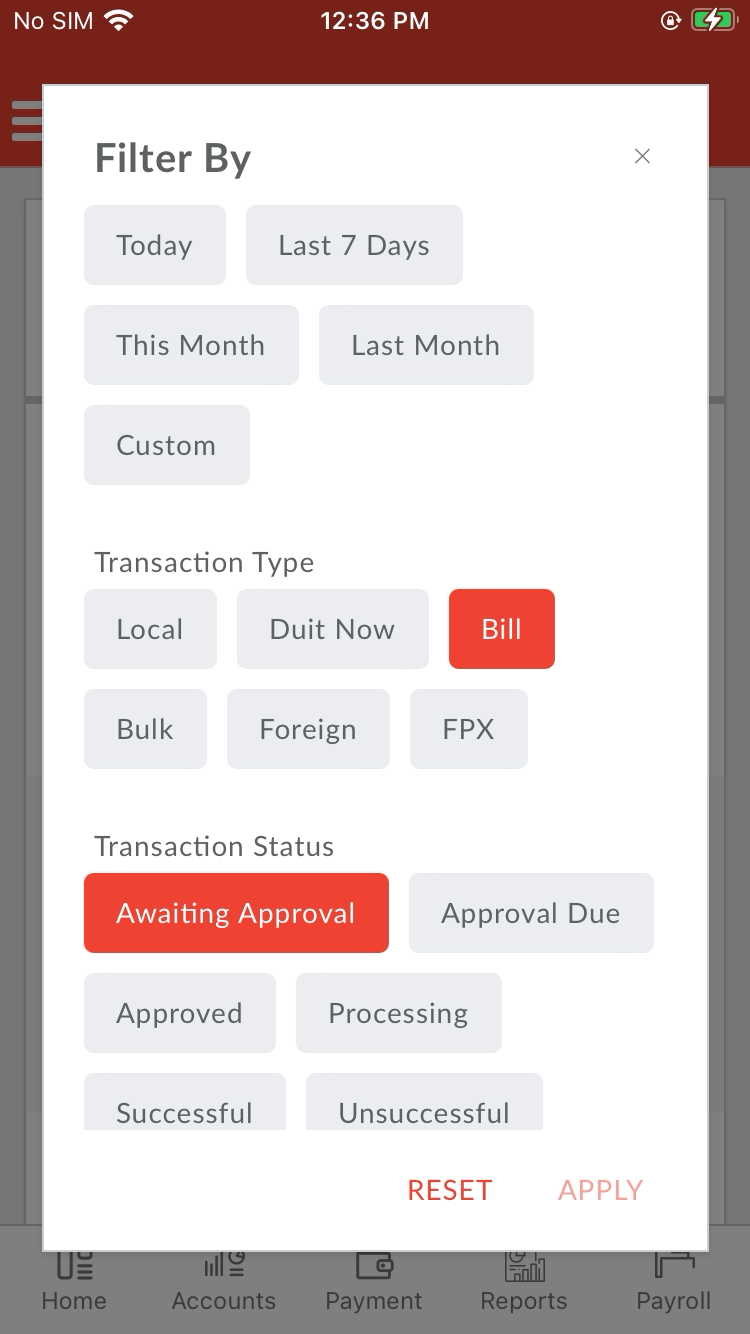 No SIM 12:36 PM
Filter By
Today Last 7 Days
This Month Last Month
Custom
Transaction Type
Local Duit Now Bill
Bulk Foreign FPX
Transaction Status
Awaiting Approval Approval Due
Approved Processing
Successful Unsuccessful
RESET APPLY
Home Accounts Payment Reports Payroll